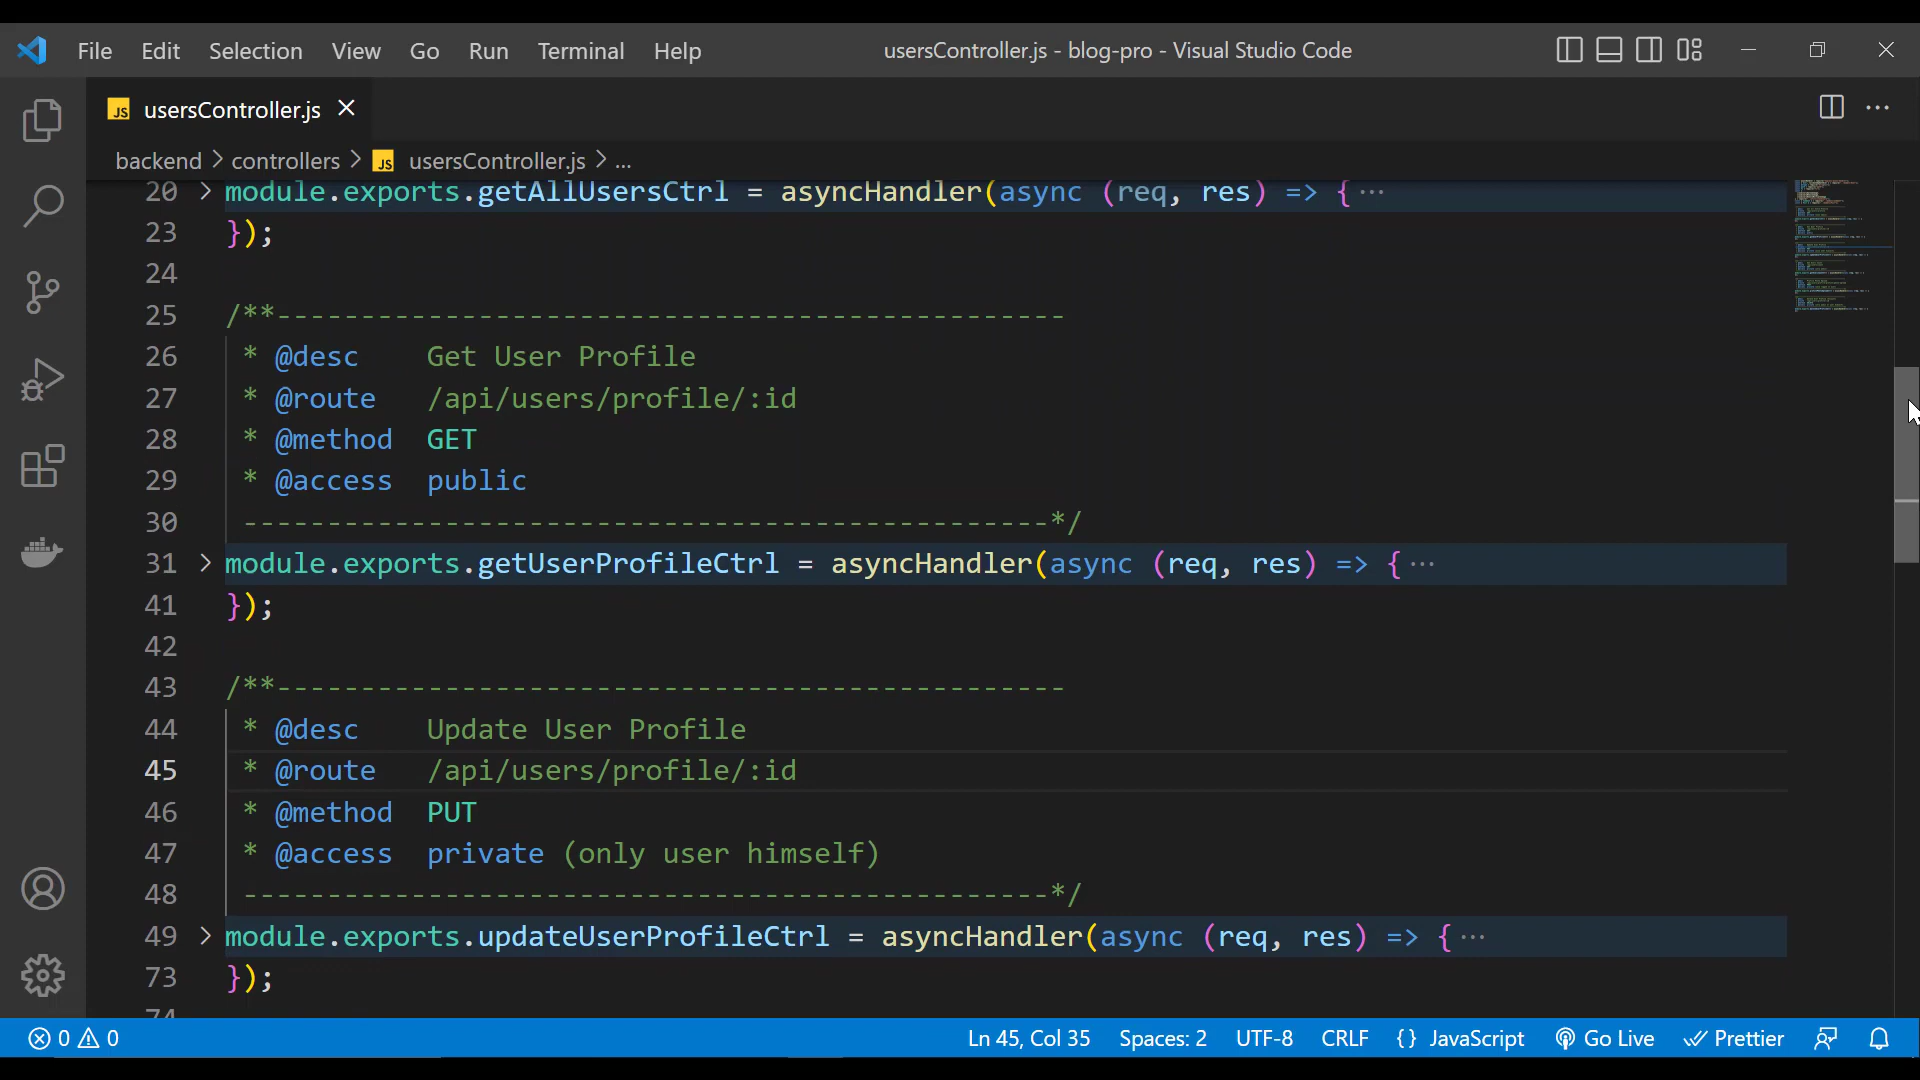 File Edit Selection View Go Run Terminal Help usersController.js - blog-pro - Visual Studio Code
JS usersController.js
backend > controllers > JS usersController.js > ...
20 > module.exports.getAllUsersCtrl = asyncHandler(async (req, res) => { ···
23 });
24
25 /**-----------------------------------------------
26 * @desc Get User Profile
27 * @route /api/users/profile/:id
28 * @method GET
29 * @access public
30 ------------------------------------------------*/
31 > module.exports.getUserProfileCtrl = asyncHandler(async (req, res) => { ···
41 });
42
43 /**-----------------------------------------------
44 * @desc Update User Profile
45 * @route /api/users/profile/:id
46 * @method PUT
47 * @access private (only user himself)
48 ------------------------------------------------*/
49 > module.exports.updateUserProfileCtrl = asyncHandler(async (req, res) => { ···
73 });
74
0 0 Ln 45, Col 35 Spaces: 2 UTF-8 CRLF {} JavaScript Go Live Prettier